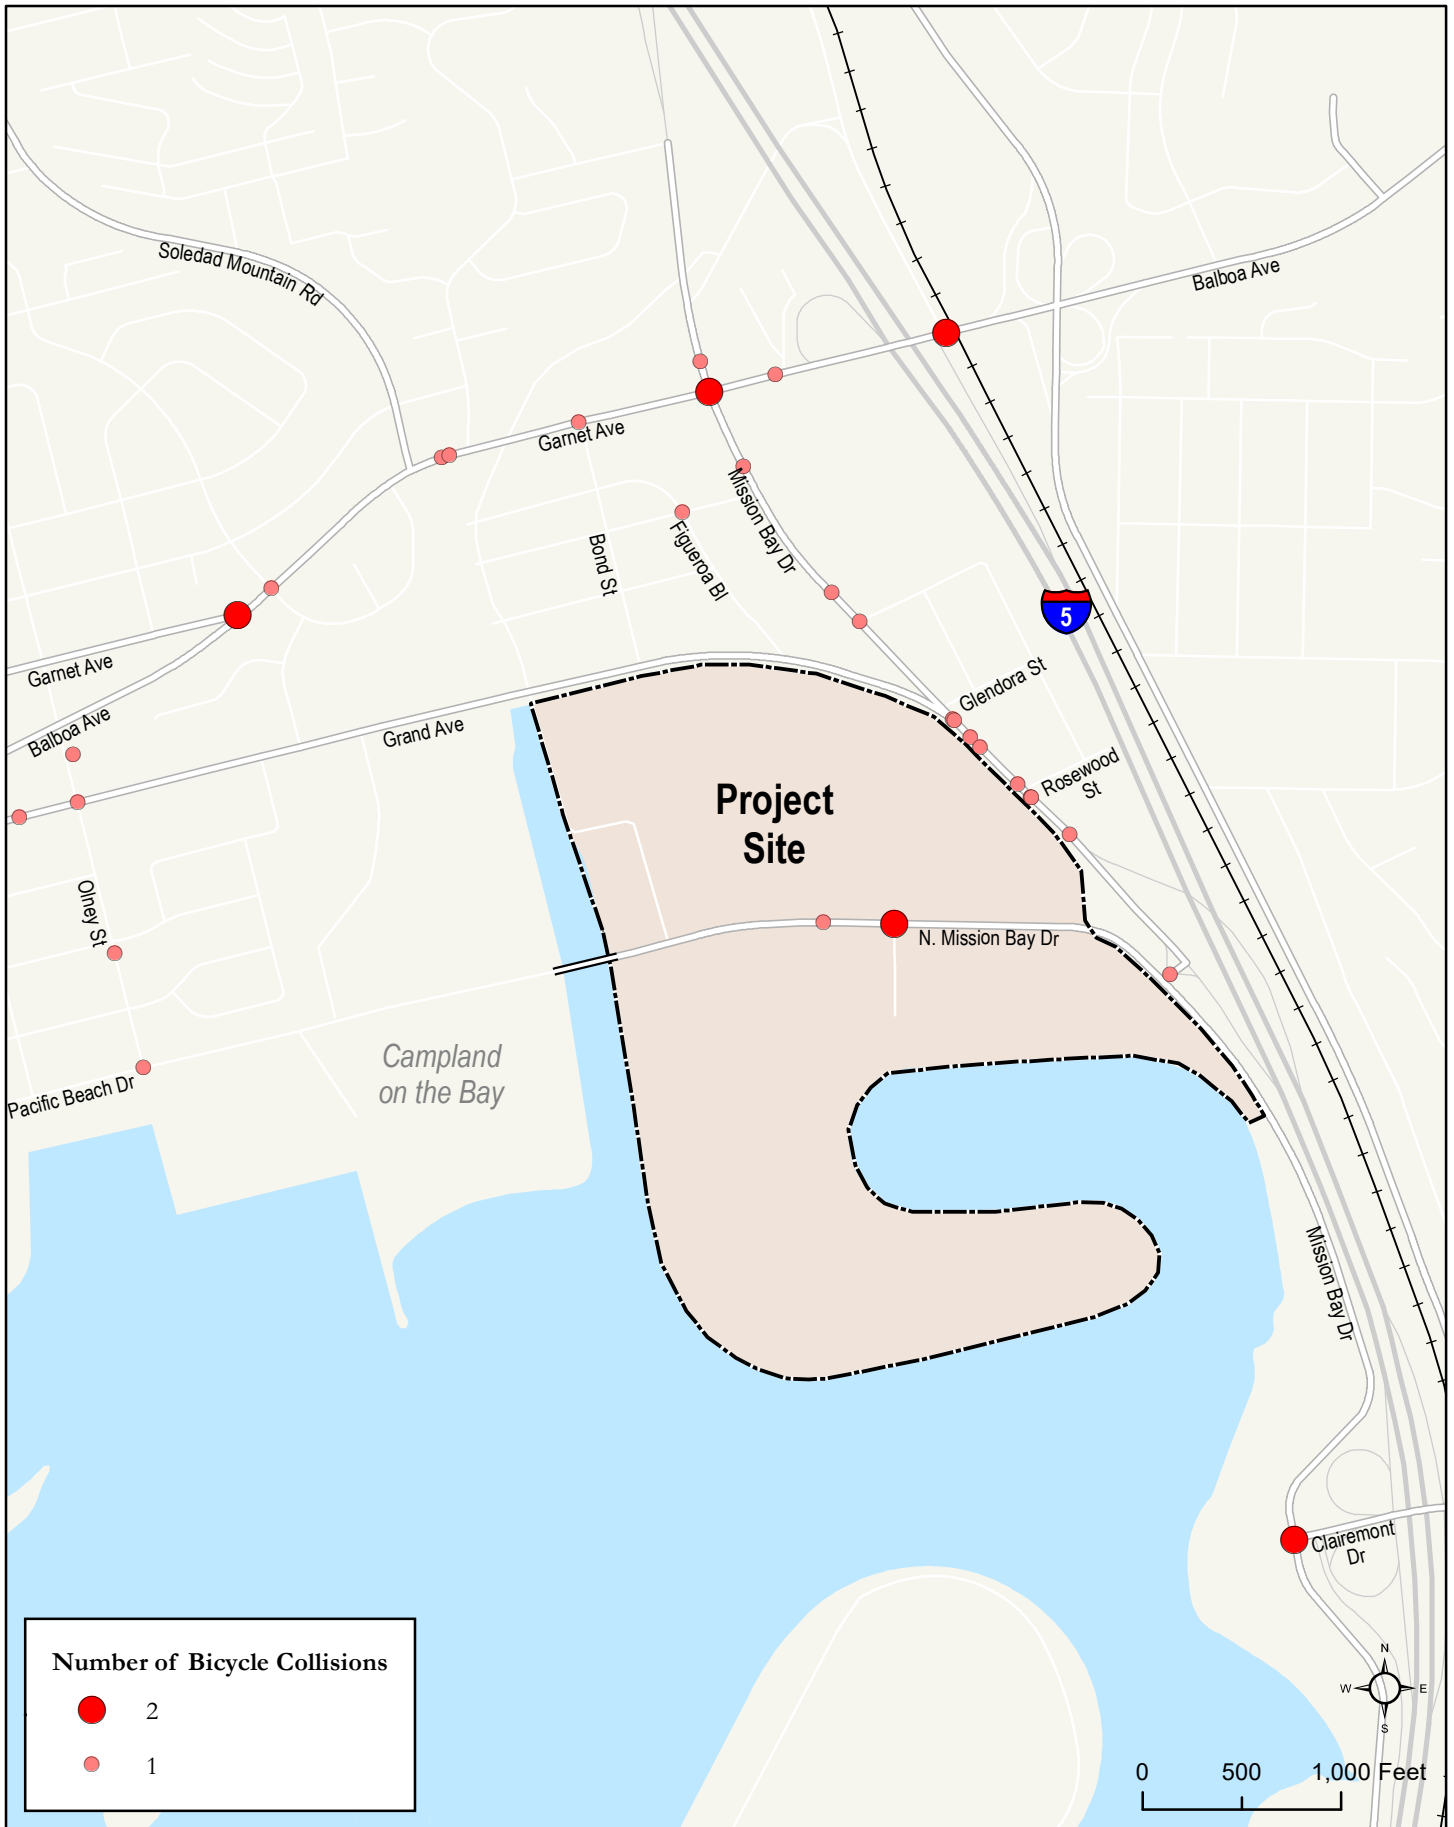 Soledad Mountain Rd
Balboa Ave
Garnet Ave
Mission Bay Dr
Figueroa Bl
Bond St
5
Garnet Ave
Glendora St
Balboa Ave
Grand Ave
Rosewood
St
Project
Site
Olney St
N. Mission Bay Dr
Campland
on the Bay
Pacific Beach Dr
Mission Bay Dr
Clairemont
Dr
Number of Bicycle Collisions
2
1
N
W E
S
0 500 1,000 Feet